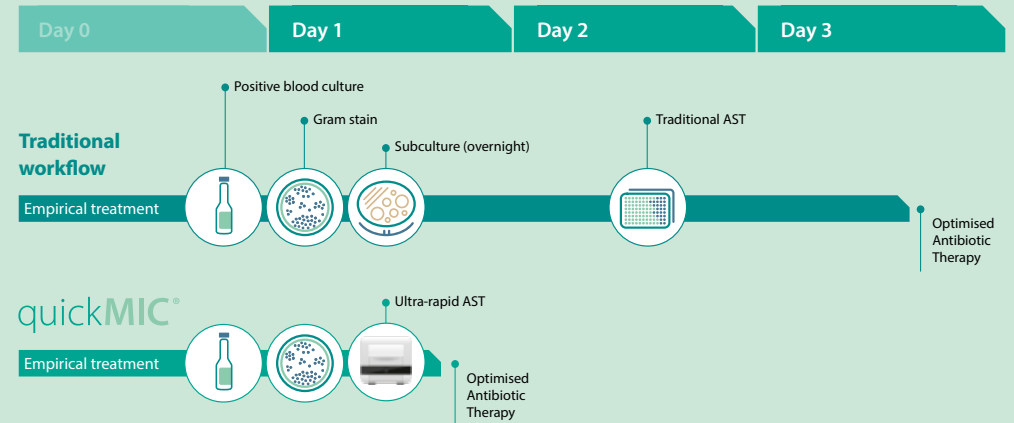 Day 0
Day 1
Day 2
Day 3
Positive blood culture
Gram stain
Traditional AST
Subculture (overnight)
Traditional
workflow
Empirical treatment
Optimised
Antibiotic
Therapy
quickMIC®
Ultra-rapid AST
Empirical treatment
Optimised
Antibiotic
Therapy